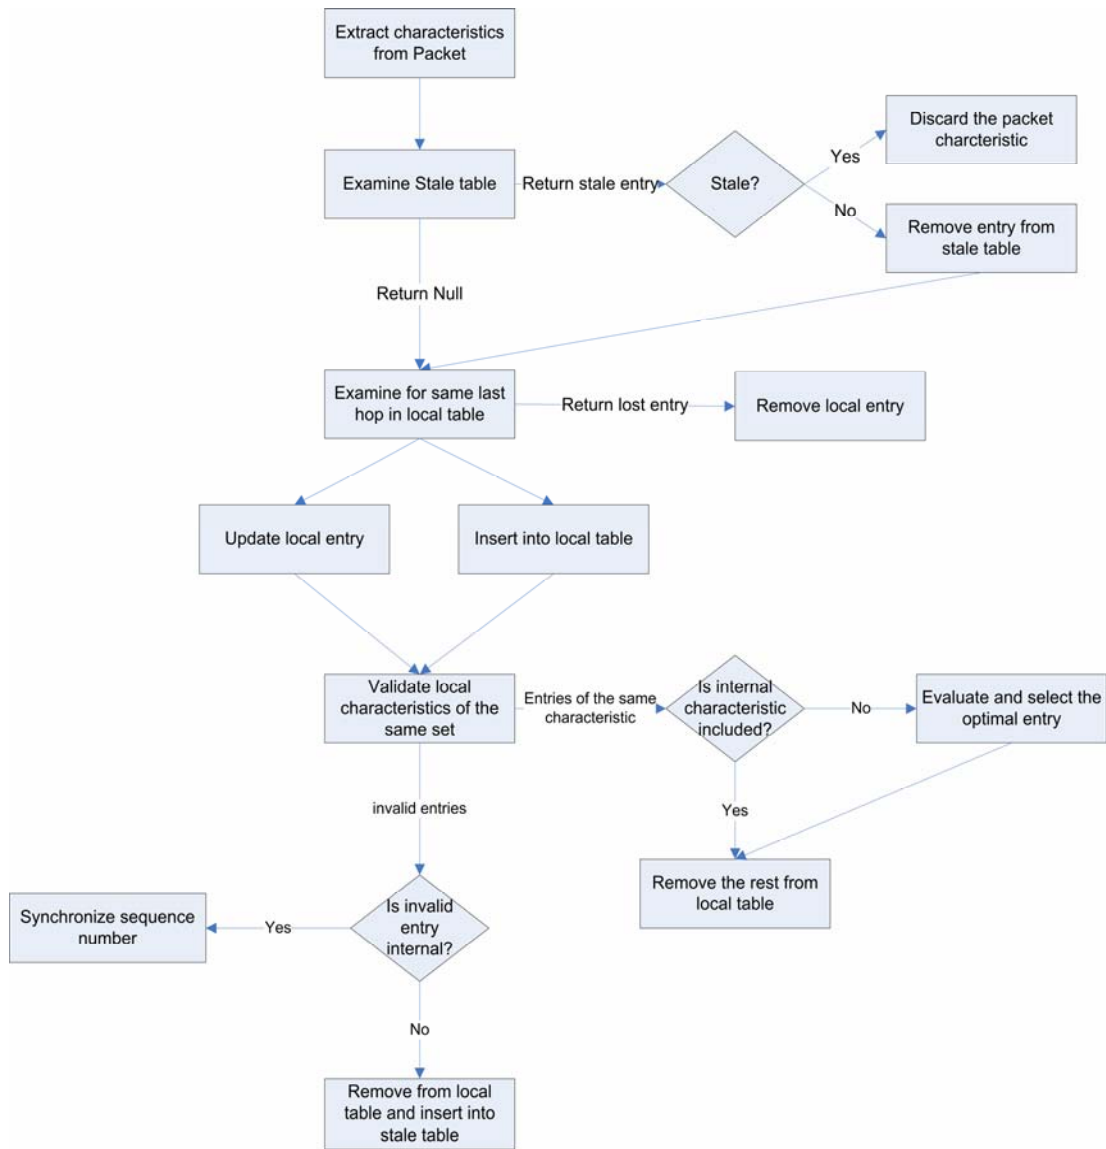 Extract characteristics
from Packet
Discard the packet
charcteristic
Yes
Examine Stale table
Return stale entry
Stale?
No
Remove entry from
stale table
Return Null
Examine for same last
hop in local table
Return lost entry
Remove local entry
Update local entry
Insert into local table
Validate local
characteristics of the
same set
Entries of the same
characteristic
Is internal
characteristic
included?
No
Evaluate and select the
optimal entry
invalid entries
Yes
Remove the rest from
local table
Synchronize sequence
number
Yes
Is invalid
entry
internal?
No
Remove from local
table and insert into
stale table